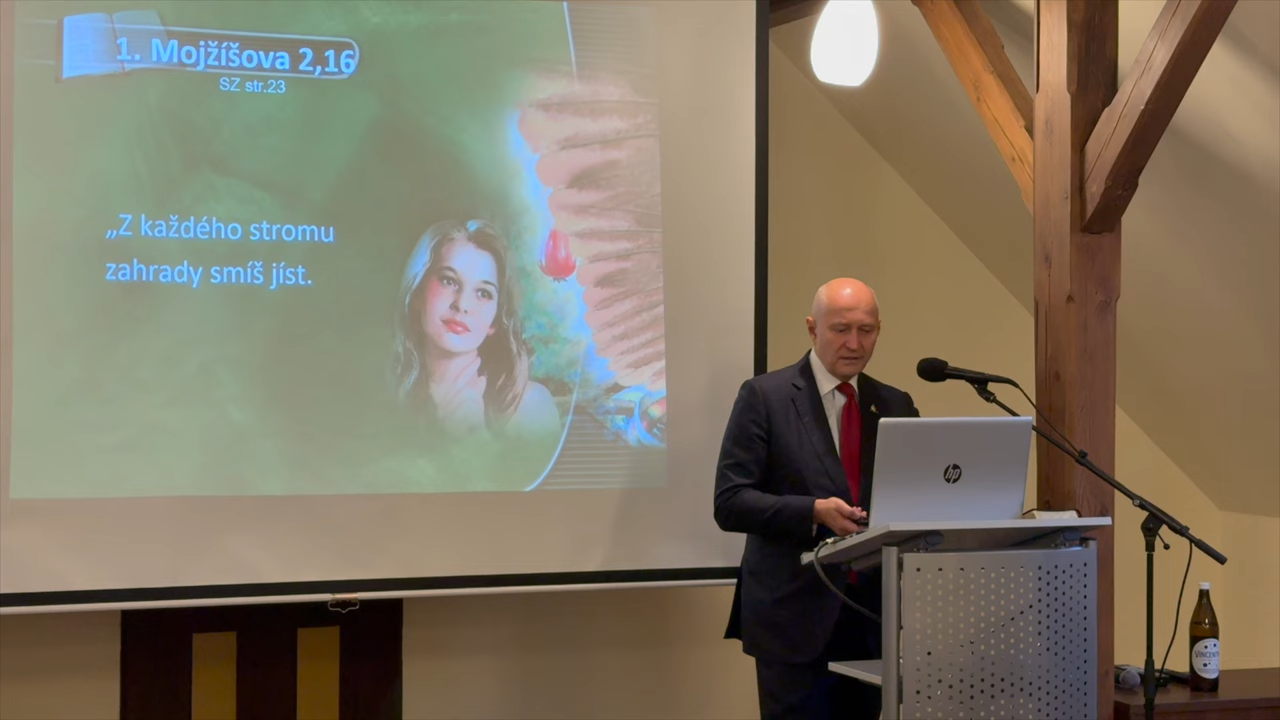 1. Mojžíšova 2,16
SZ str.23
„Z každého stromu
zahrady smíš jíst.
hp